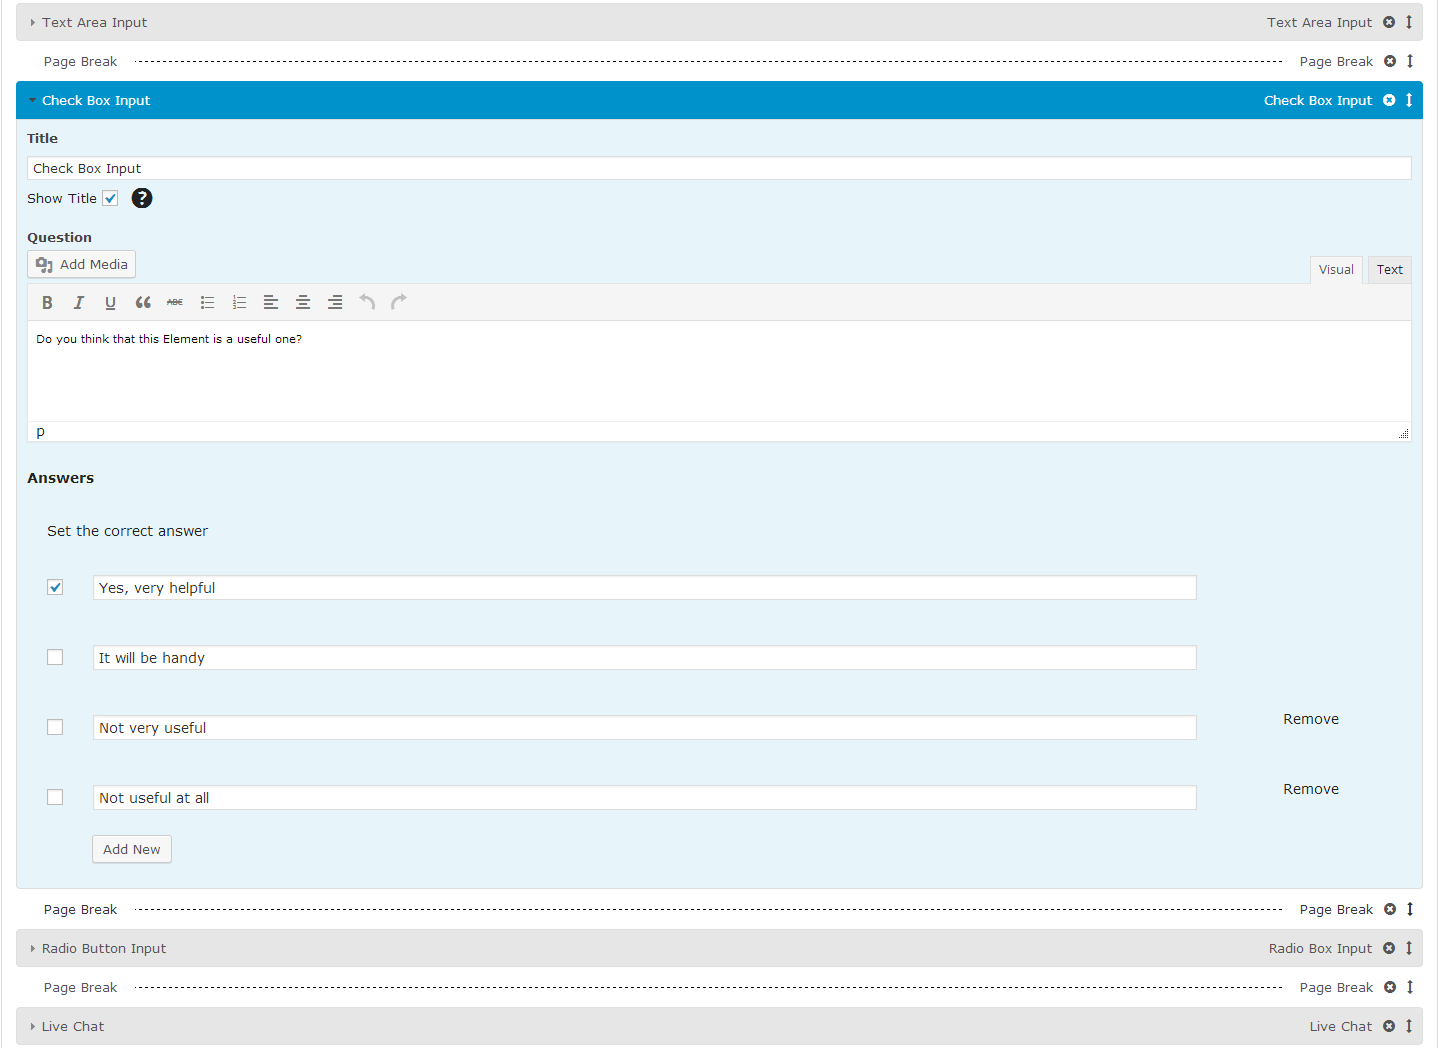 Text Area Input Text Area Input
Page Break Page Break
Check Box Input Check Box Input
Title
Check Box Input
Show Title ?
Question
Add Media
Visual Text
B I U “ ABC
Do you think that this Element is a useful one?
p
Answers
Set the correct answer
Yes, very helpful
It will be handy
Not very useful Remove
Not useful at all Remove
Add New
Page Break Page Break
Radio Button Input Radio Box Input
Page Break Page Break
Live Chat Live Chat